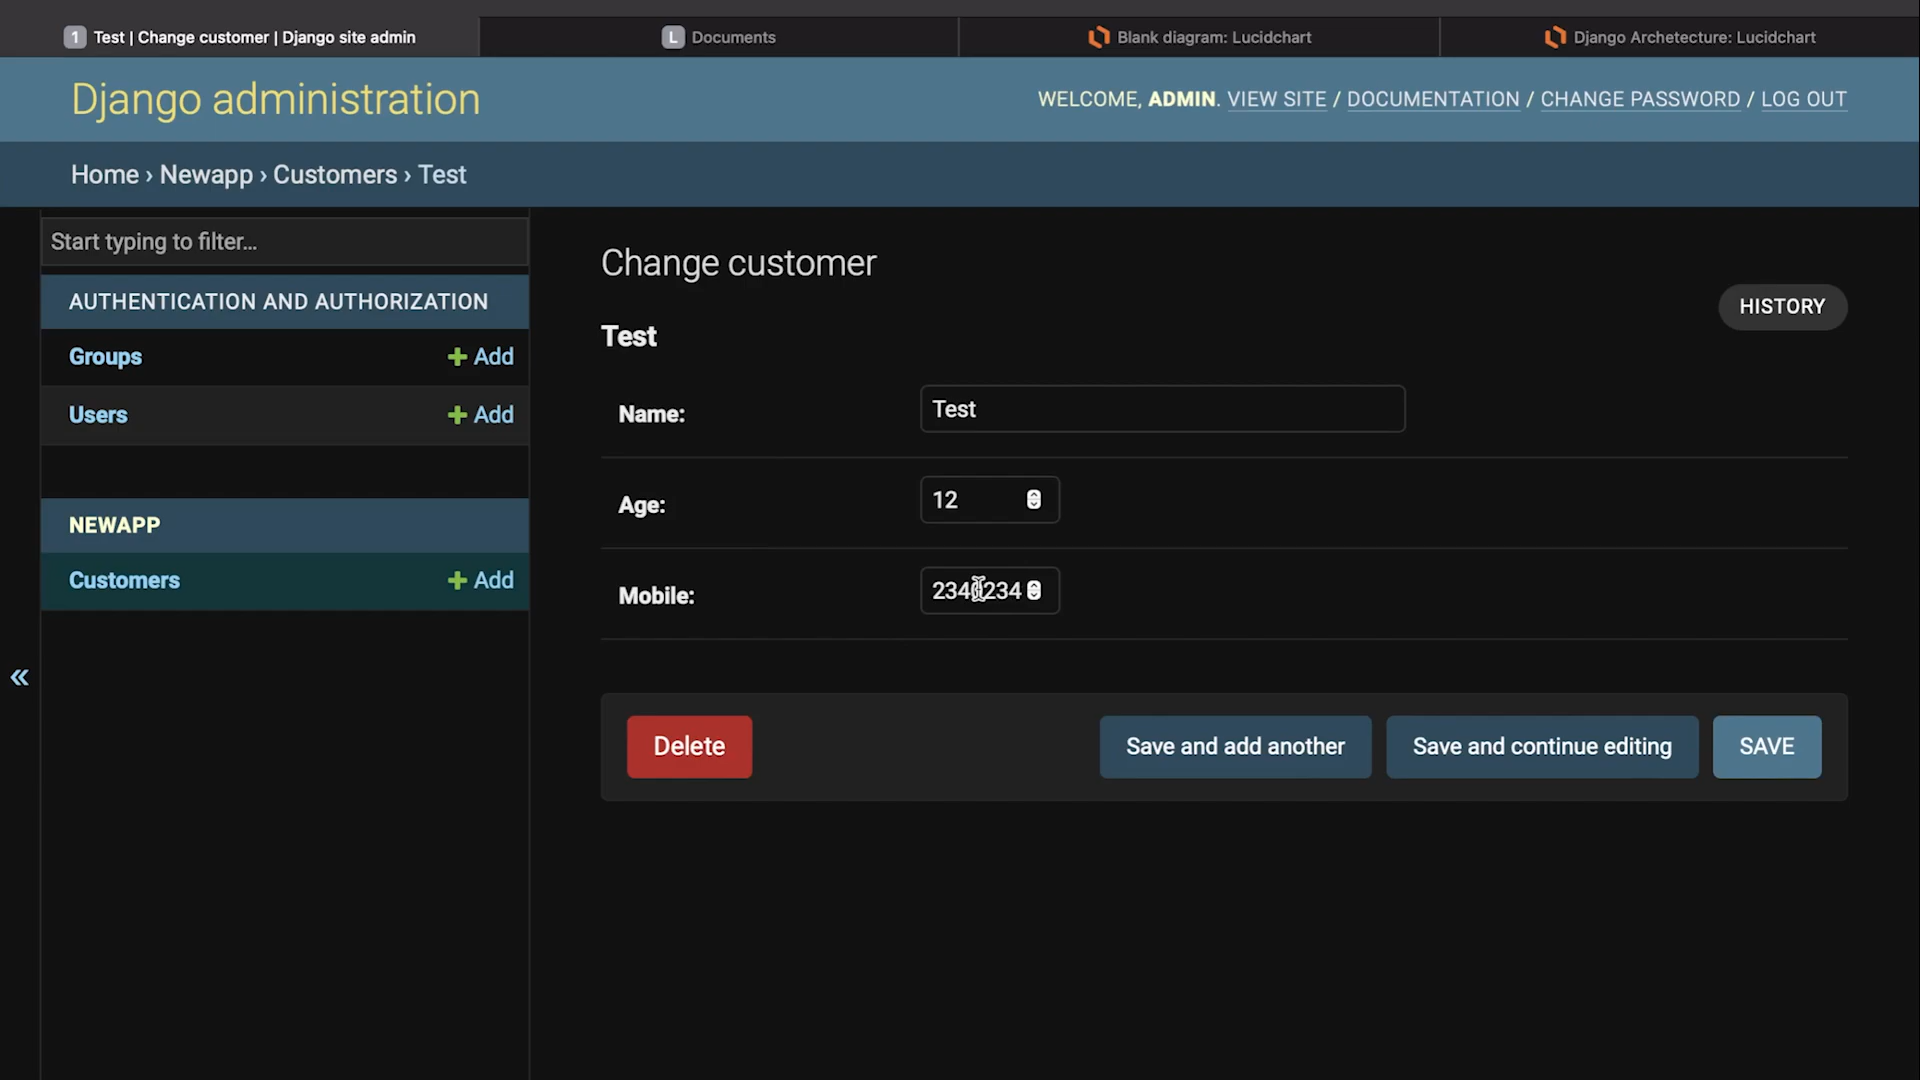 1 Test | Change customer | Django site admin
L Documents
Blank diagram: Lucidchart
Django Archetecture: Lucidchart
Django administration
WELCOME, ADMIN. VIEW SITE / DOCUMENTATION / CHANGE PASSWORD / LOG OUT
Home › Newapp › Customers › Test
Start typing to filter...
AUTHENTICATION AND AUTHORIZATION
Groups + Add
Users + Add
NEWAPP
Customers + Add
«
Change customer
HISTORY
Test
Name: Test
Age: 12
Mobile:
Delete
Save and add another
Save and continue editing
SAVE